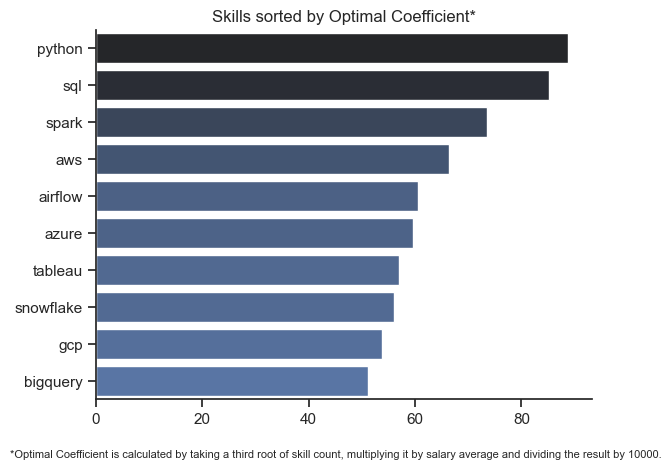 Skills sorted by Optimal Coefficient*
python
sql
spark
aws
airflow
azure
tableau
snowflake
gcp
bigquery
0 20 40 60 80
*Optimal Coefficient is calculated by taking a third root of skill count, multiplying it by salary average and dividing the result by 10000.